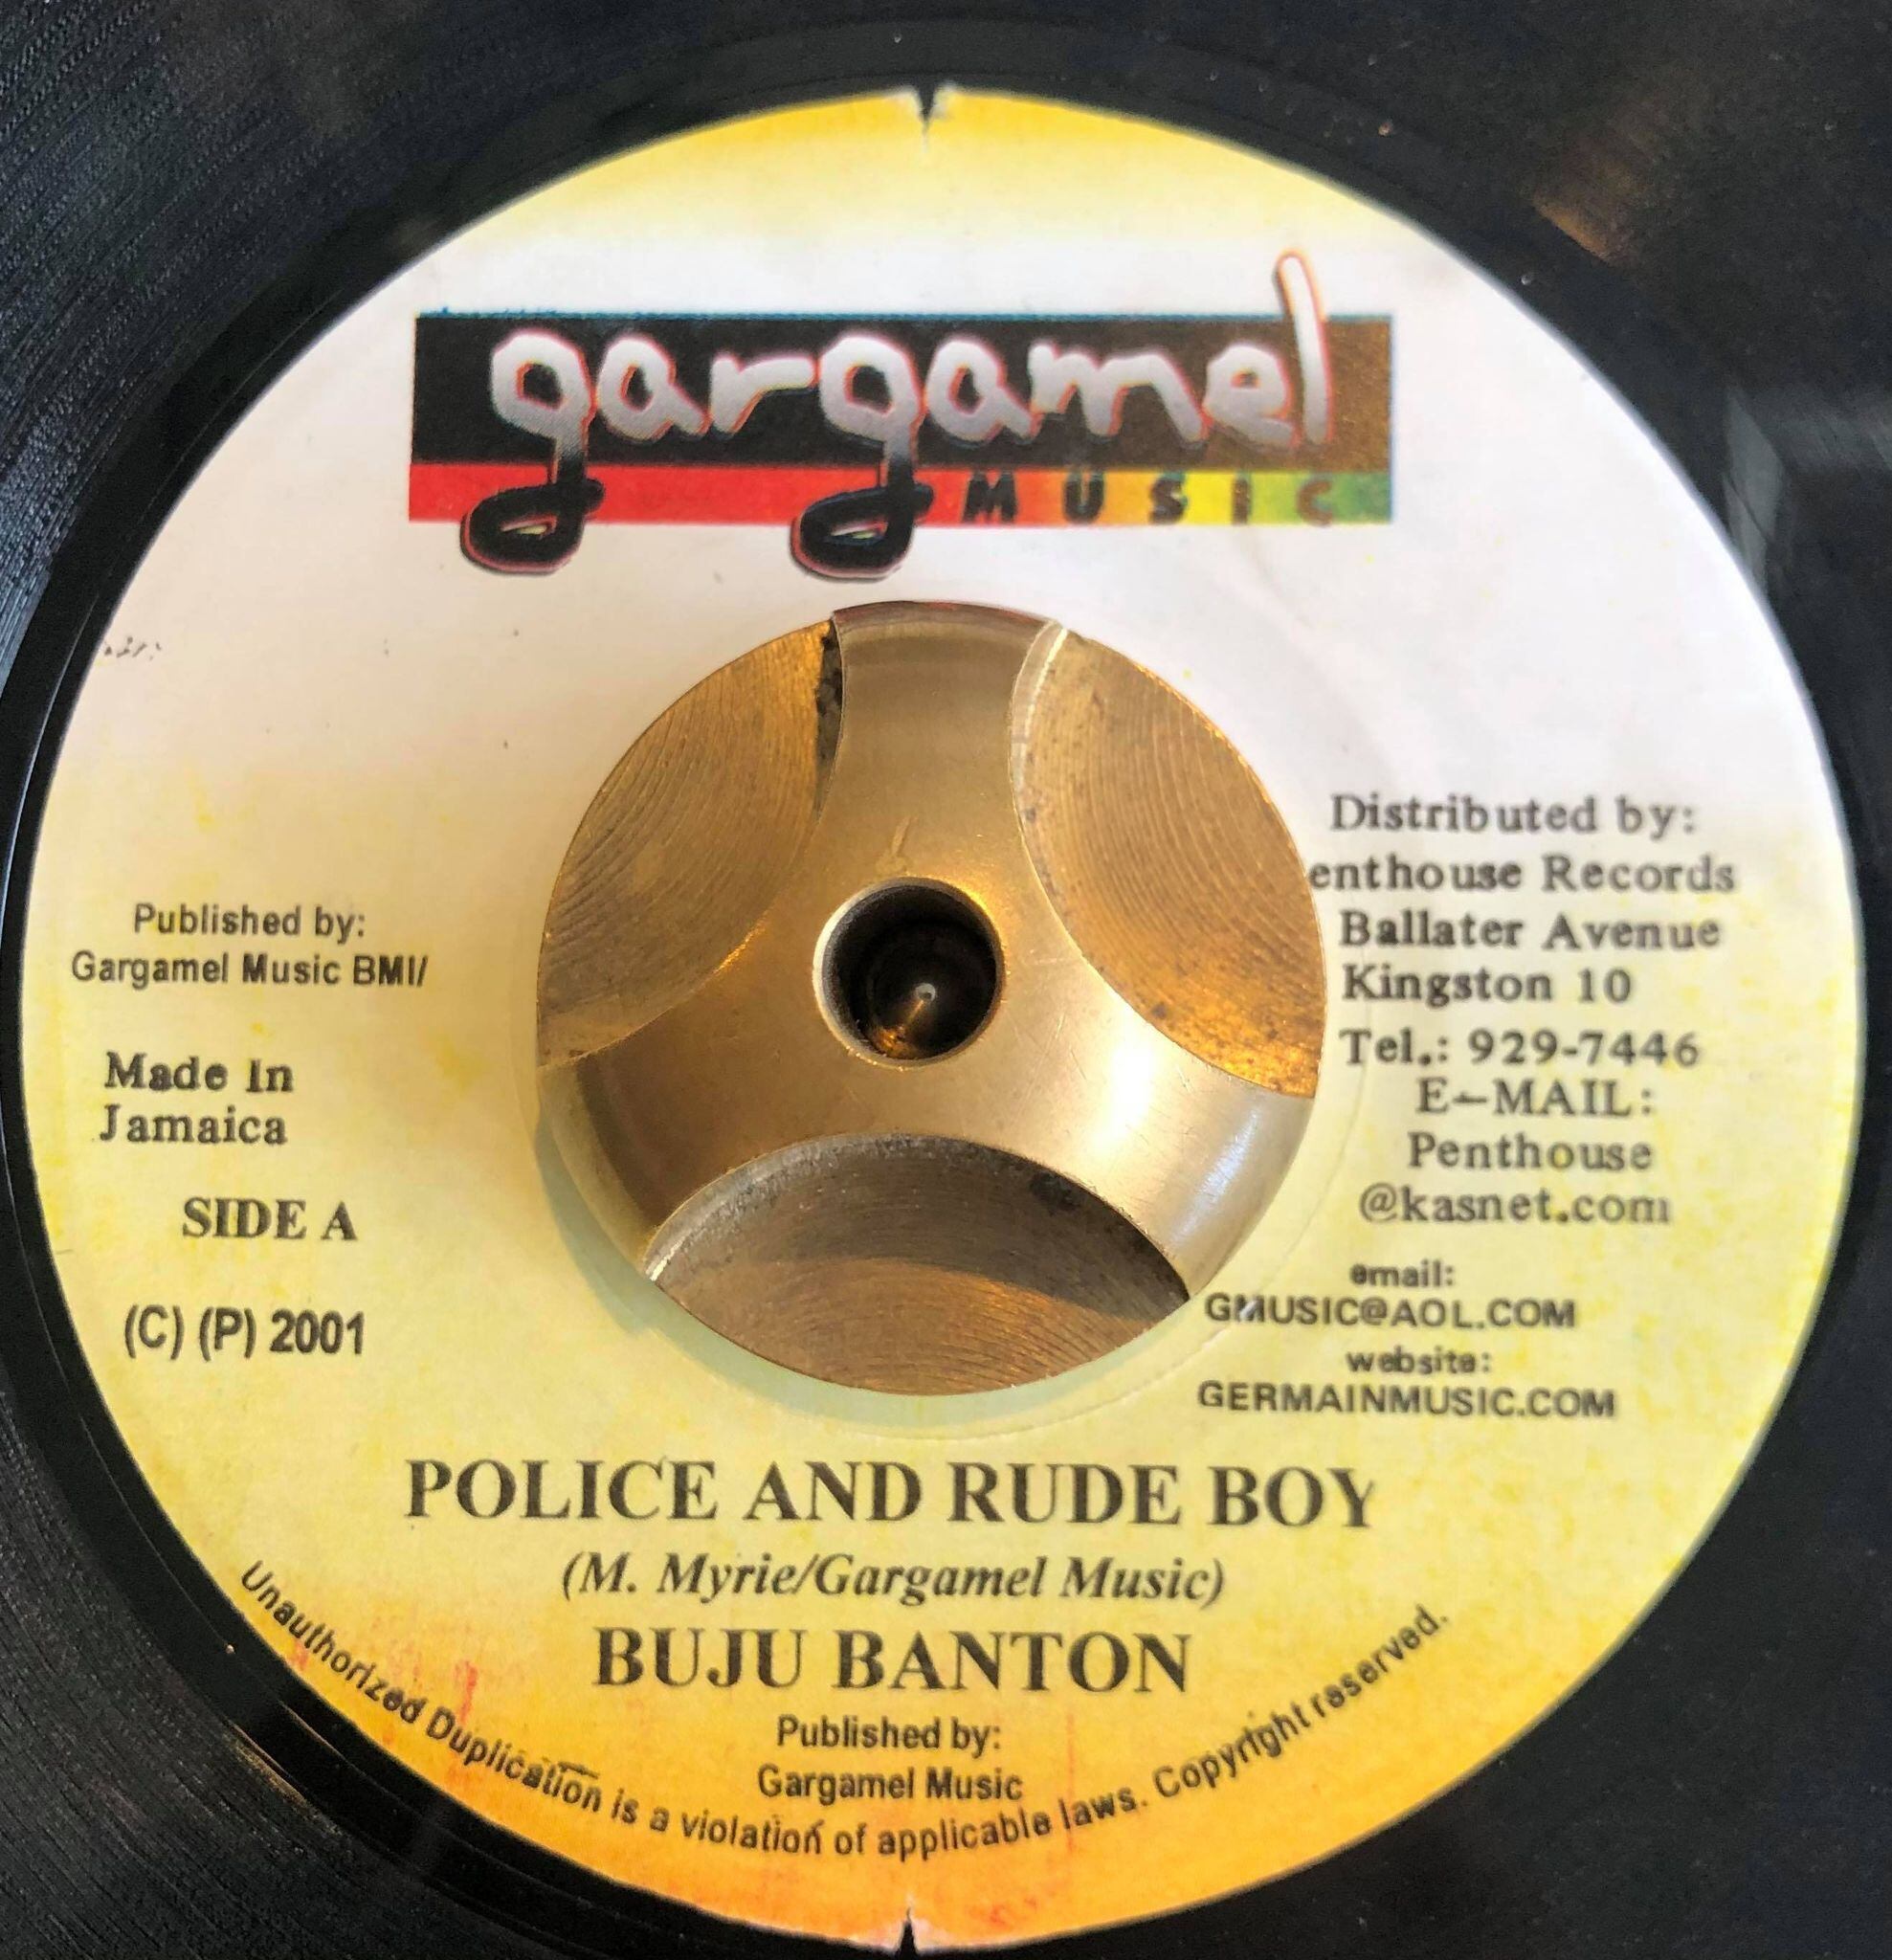 gargamel
MUSIC
Published by:
Gargamel Music BMI/
Made In
Jamaica
SIDE A
(C) (P) 2001
Distributed by:
enthouse Records
Ballater Avenue
Kingston 10
Tel.: 929-7446
E-MAIL:
Penthouse
@kasnet.com
email:
GMUSIC@AOL.COM
website:
GERMAINMUSIC.COM
POLICE AND RUDE BOY
(M. Myrie/Gargamel Music)
BUJU BANTON
Published by:
Gargamel Music
Unauthorized Duplication is a violation of applicable laws. Copyright reserved.